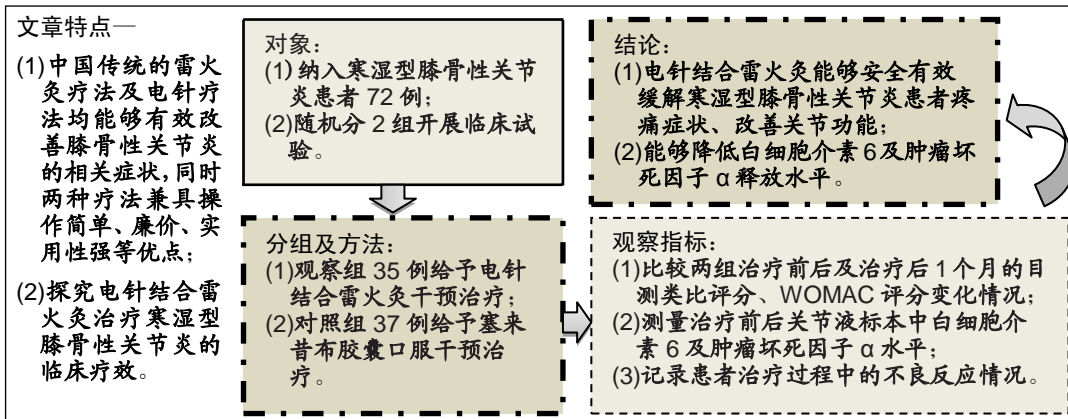 文章特点—
(1)中国传统的雷火
灸疗法及电针疗
法均能够有效改
善膝骨性关节炎
的相关症状,同时
两种疗法兼具操
作简单、廉价、实
用性强等优点;
(2)探究电针结合雷
火灸治疗寒湿型
膝骨性关节炎的
临床疗效。
对象:
(1)纳入寒湿型膝骨性关节
炎患者 72 例;
(2)随机分 2 组开展临床试
验。
分组及方法:
(1)观察组 35 例给予电针
结合雷火灸干预治疗;
(2)对照组 37 例给予塞来
昔布胶囊口服干预治
疗。
观察指标:
(1)比较两组治疗前后及治疗后 1 个月的目
测类比评分、WOMAC 评分变化情况;
(2)测量治疗前后关节液标本中白细胞介
素 6 及肿瘤坏死因子 α 水平;
(3)记录患者治疗过程中的不良反应情况。
结论:
(1)电针结合雷火灸能够安全有效
缓解寒湿型膝骨性关节炎患者疼
痛症状、改善关节功能;
(2)能够降低白细胞介素 6 及肿瘤坏
死因子 α 释放水平。